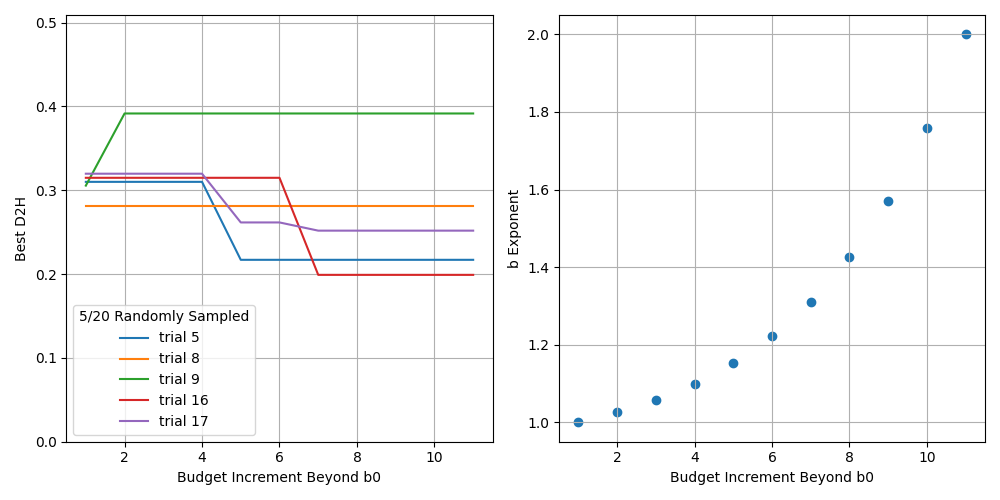 0.5
0.4
0.3
0.2
0.1
0.0
Best D2H
5/20 Randomly Sampled
trial 5
trial 8
trial 9
trial 16
trial 17
2 4 6 8 10
Budget Increment Beyond b0
2.0
1.8
1.6
1.4
1.2
1.0
b Exponent
2 4 6 8 10
Budget Increment Beyond b0